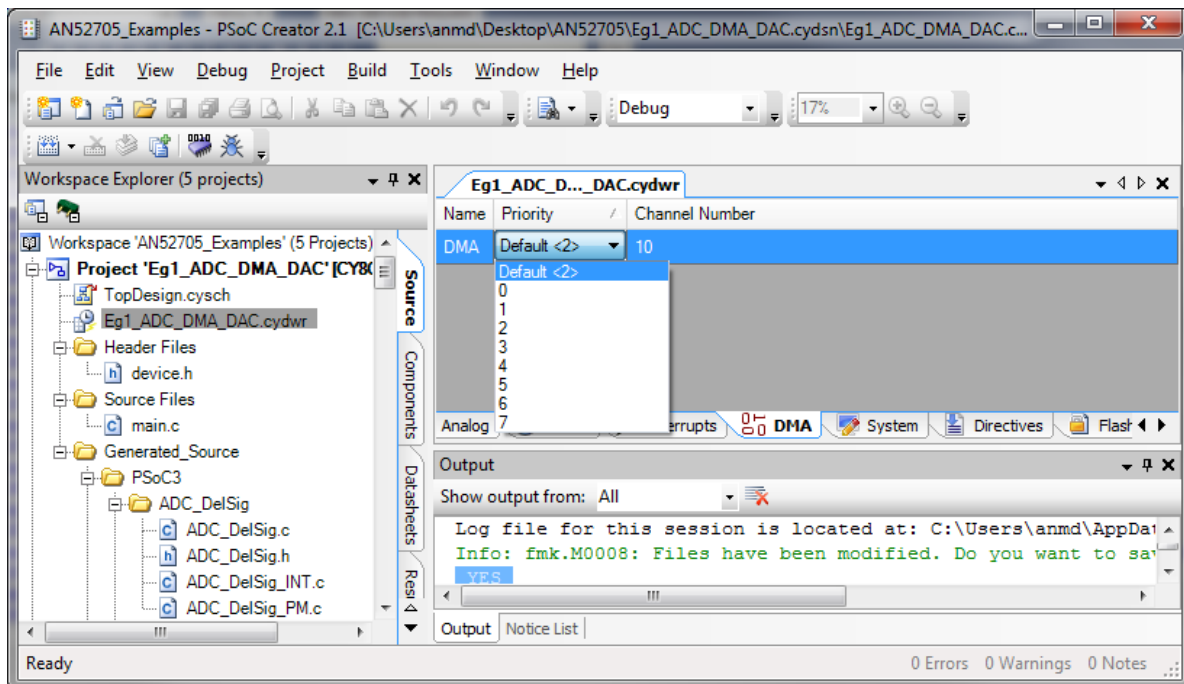 AN52705_Examples - PSoC Creator 2.1 [C:\Users\anmd\Desktop\AN52705\Eg1_ADC_DMA_DAC.cydsn\Eg1_ADC_DMA_DAC.c...
File Edit View Debug Project Build Tools Window Help
Debug 17%
Workspace Explorer (5 projects)
Workspace 'AN52705_Examples' (5 Projects)
Project 'Eg1_ADC_DMA_DAC' [CY8C
TopDesign.cysch
Eg1_ADC_DMA_DAC.cydwr
Header Files
device.h
Source Files
main.c
Generated_Source
PSoC3
ADC_DelSig
ADC_DelSig.c
ADC_DelSig.h
ADC_DelSig_INT.c
ADC_DelSig_PM.c
Source
Components
Datasheets
Resi
Eg1_ADC_D..._DAC.cydwr
Name Priority Channel Number
DMA Default <2> 10
Default <2>
0
1
2
3
4
5
6
7
Analog errupts DMA System Directives Flash
Output
Show output from: All
Log file for this session is located at: C:\Users\anmd\AppDat
Info: fmk.M0008: Files have been modified. Do you want to sav
YES
Output Notice List
Ready 0 Errors 0 Warnings 0 Notes